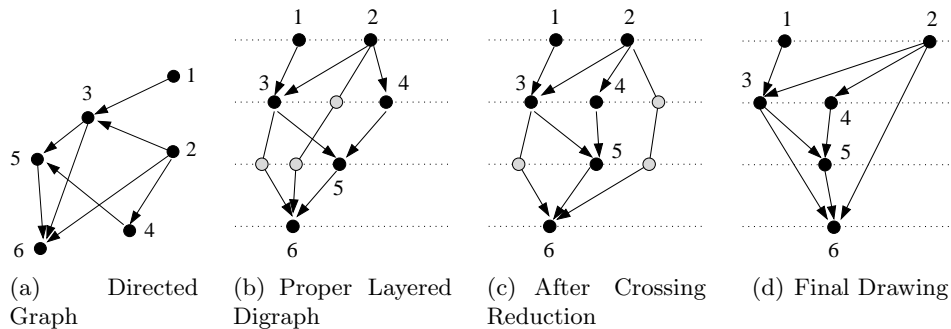 1
3
2
5
4
6
(a) Directed
Graph
1 2
3 4
5
6
(b) Proper Layered
Digraph
1 2
3 4
5
6
(c) After Crossing
Reduction
1 2
3
4
5
6
(d) Final Drawing